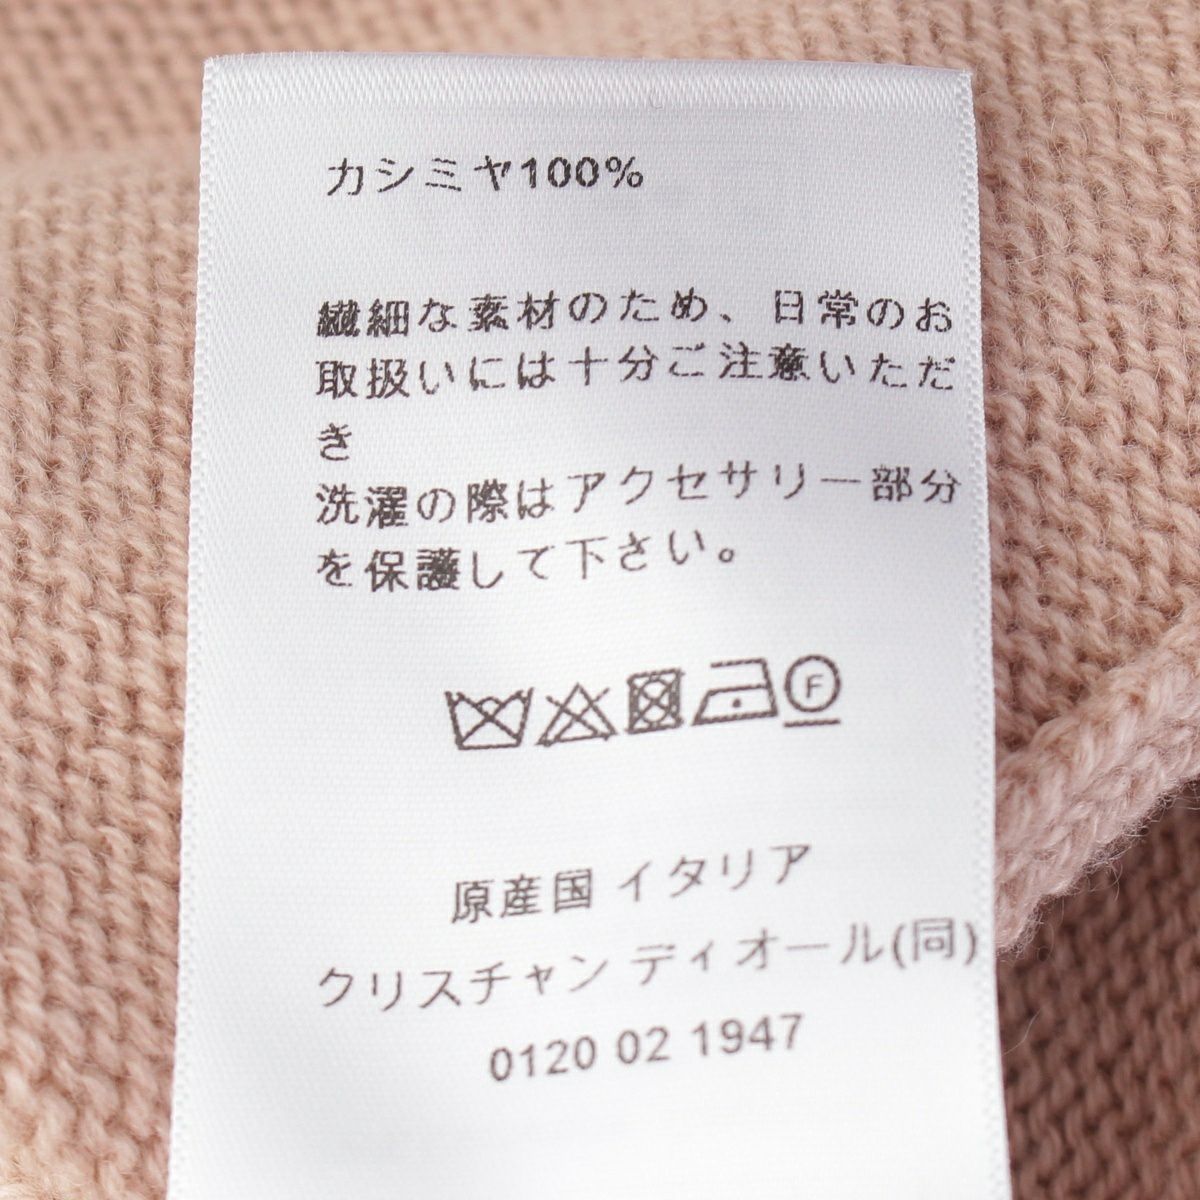 カシミヤ100%
繊細な素材のため、日常のお
取扱いには十分ご注意いただ
き
洗濯の際はアクセサリー部分
を保護して下さい。
F
原産国 イタリア
クリスチャン ディオール(同)
0120 02 1947